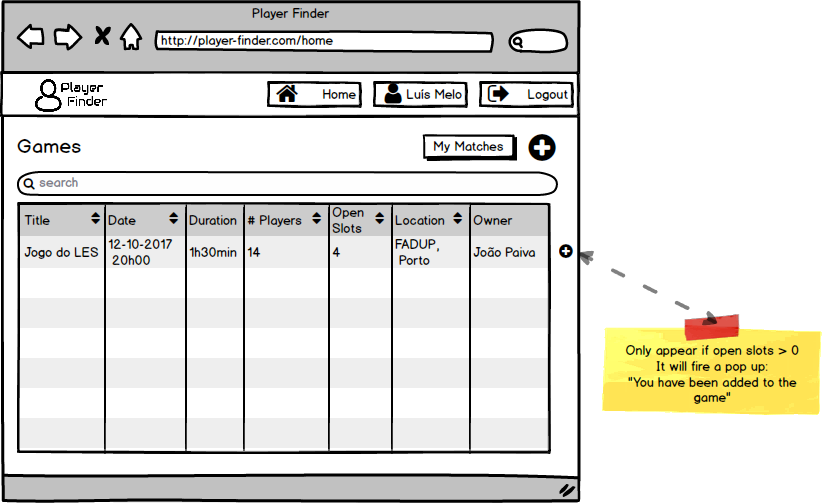 Player Finder
http://player-finder.com/home
Player
Finder
Home
Luís Melo
Logout
Games
My Matches
search
Title
Date
Duration
# Players
Open
Slots
Location
Owner
Jogo do LES
12-10-2017
20h00
1h30min
14
4
FADUP,
Porto
João Paiva
Only appear if open slots > 0
It will fire a pop up:
"You have been added to the
game"